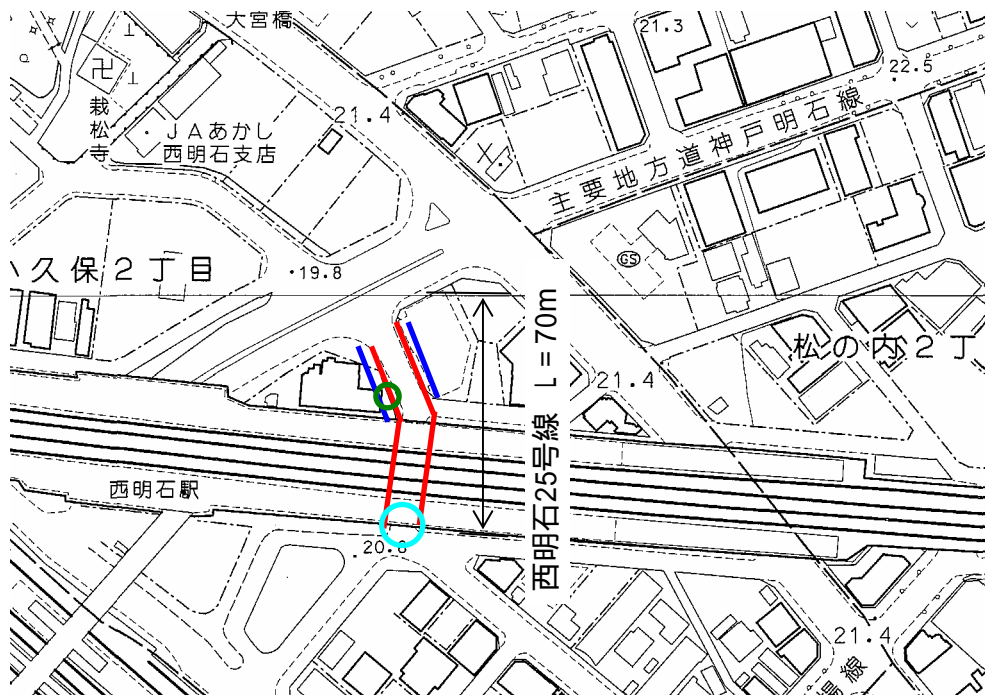 大宮橋
21.3
22.5
卍
栽松寺
21.4
JAあかし
西明石支店
主要地方道神戸明石線
GS
久保2丁目
19.8
松の内2丁
21.4
西明石25号線 L=70m
西明石駅
20.8
21.4
線